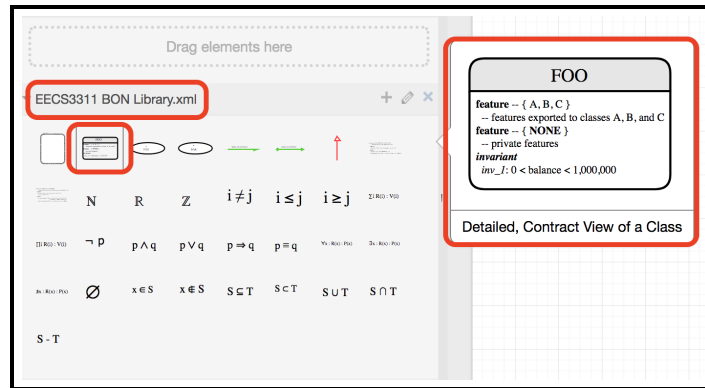 Drag elements here
EECS3311 BON Library.xml
ℕ ℝ ℤ i ≠ j i ≤ j i ≥ j ∑i: R(i) : V(i)
∏i: R(i) : V(i) ¬ p p ∧ q p ∨ q p ⇒ q p ≡ q ∀x : R(x) : P(x) ∃x : R(x) : P(x)
∅ x ∈ S x ∉ S S ⊆ T S ⊂ T S ∪ T S ∩ T
S - T
FOO
feature -- { A, B, C }
-- features exported to classes A, B, and C
feature -- { NONE }
-- private features
invariant
inv_1: 0 < balance < 1,000,000
Detailed, Contract View of a Class